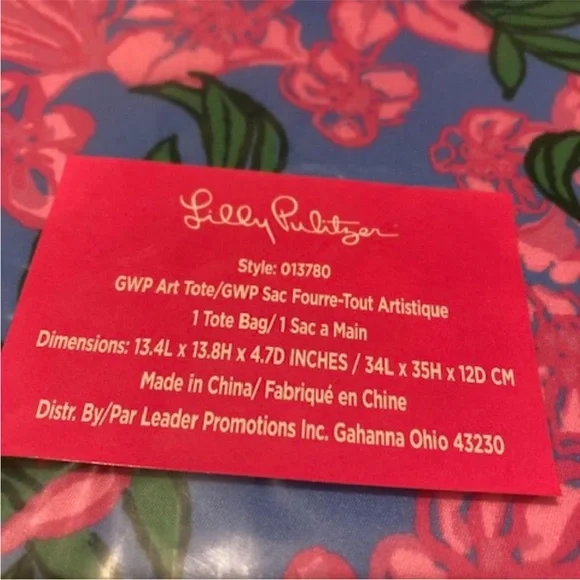 Lilly Pulitzer
Style: 013780
GWP Art Tote/GWP Sac Fourre-Tout Artistique
1 Tote Bag/ 1 Sac a Main
Dimensions: 13.4L x 13.8H x 4.7D INCHES / 34L x 35H x 12D CM
Made in China/ Fabriqué en Chine
Distr. By/Par Leader Promotions Inc. Gahanna Ohio 43230